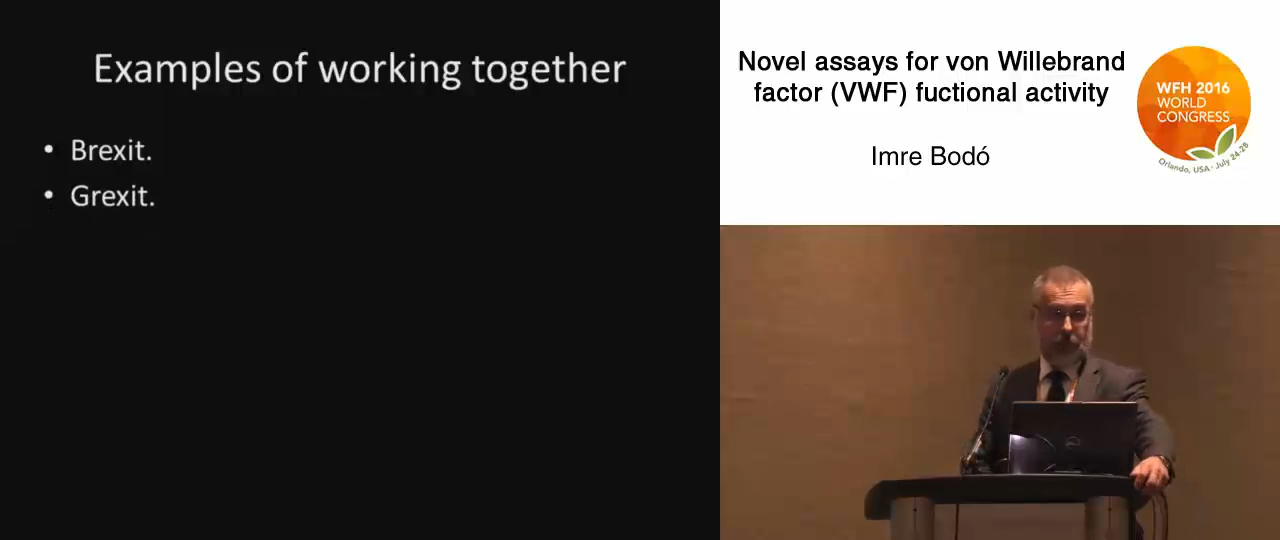 Examples of working together
• Brexit.
• Grexit.
Novel assays for von Willebrand
factor (VWF) fuctional activity
Imre Bodó
WFH 2016
WORLD
CONGRESS
Orlando, USA · July 24-28